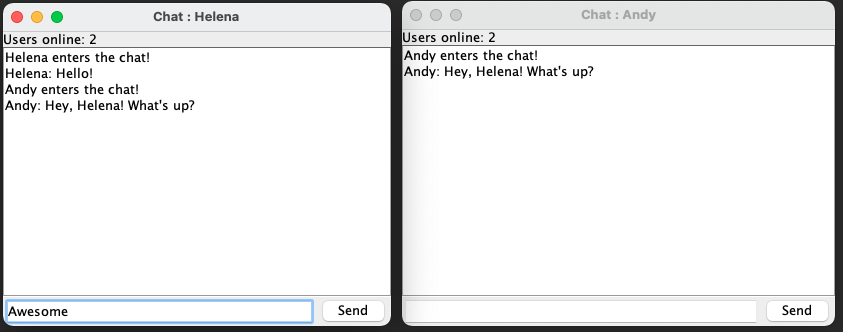 Chat : Helena
Users online: 2
Helena enters the chat!
Helena: Hello!
Andy enters the chat!
Andy: Hey, Helena! What's up?
Awesome
Send
Chat : Andy
Users online: 2
Andy enters the chat!
Andy: Hey, Helena! What's up?
Send